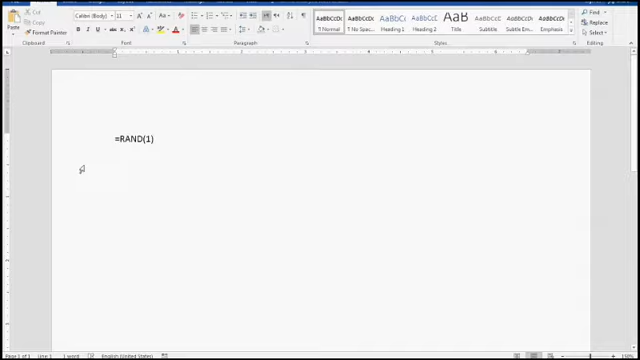 Cut
Copy
Paste
Format Painter
Clipboard
Calibri (Body)
11
Font
Paragraph
AaBbCcDc
¶ Normal
AaBbCcDc
¶ No Spac...
AaBbCc
Heading 1
AaBbCcC
Heading 2
AaB
Title
AaBbCcD
Subtitle
AaBbCcDc
Subtle Em...
AaBbCcDc
Emphasis
Styles
Find
Replace
Select
Editing
=RAND(1)
Page 1 of 1
Line: 1
1 word
English (United States)
150%